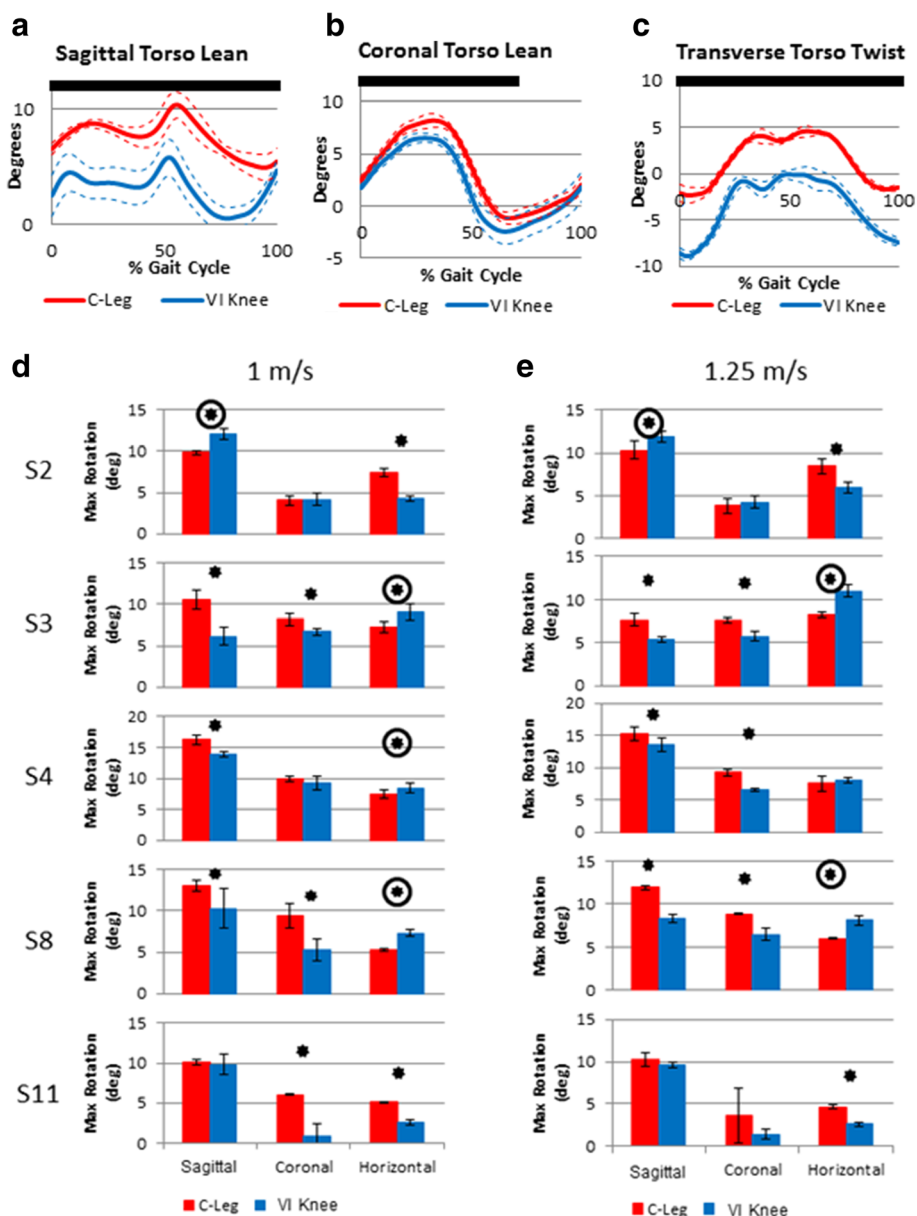 a
Sagittal Torso Lean
10
0
Degrees
0 50 100
% Gait Cycle
C-Leg VI Knee
b
Coronal Torso Lean
10
5
0
-5
Degrees
0 50 100
% Gait Cycle
C-Leg VI Knee
c
Transverse Torso Twist
10
5
0
-5
-10
0 50 100
% Gait Cycle
C-Leg VI Knee
d
1 m/s
S2
Max Rotation
(deg)
15
10
5
0
S3
Max Rotation
(deg)
15
10
5
0
S4
Max Rotation
(deg)
20
15
10
5
0
S8
Max Rotation
(deg)
15
10
5
0
S11
Max Rotation
(deg)
15
10
5
0
Sagittal Coronal Horizontal
C-Leg VI Knee
e
1.25 m/s
Max Rotation
(deg)
15
10
5
0
Max Rotation
(deg)
15
10
5
0
Max Rotation
(deg)
20
15
10
5
0
Max Rotation
(deg)
15
10
5
0
Max Rotation
(deg)
15
10
5
0
Sagittal Coronal Horizontal
C-Leg VI Knee